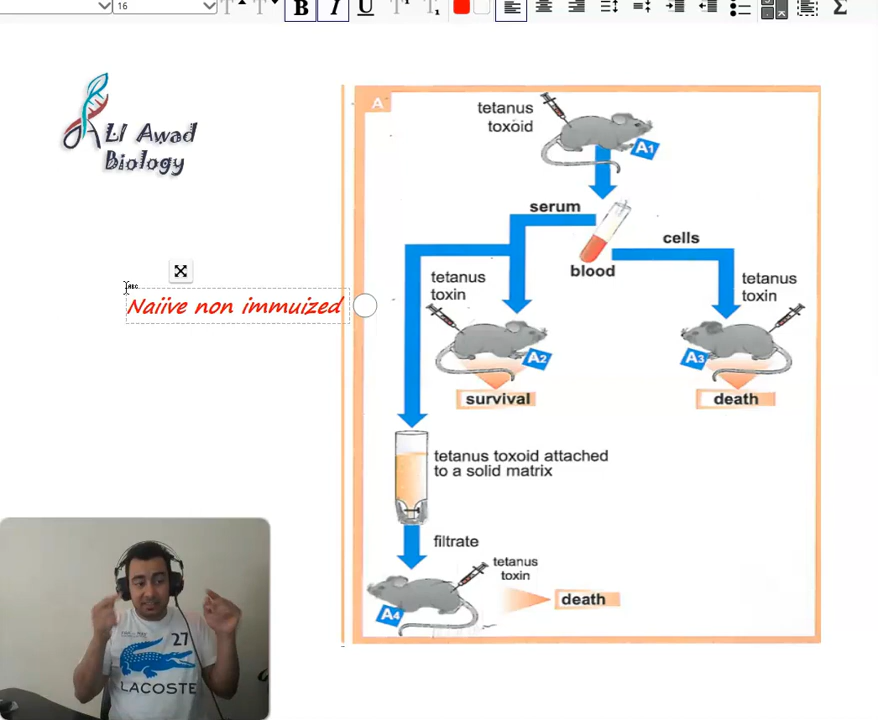 16
B I U
ALI Awad
Biology
Naiive non immuized
A
tetanus
toxoid
A1
serum
cells
blood
tetanus
toxin
tetanus
toxin
A2
A3
survival
death
tetanus toxoid attached
to a solid matrix
filtrate
tetanus
toxin
A4
death
27
LACOSTE